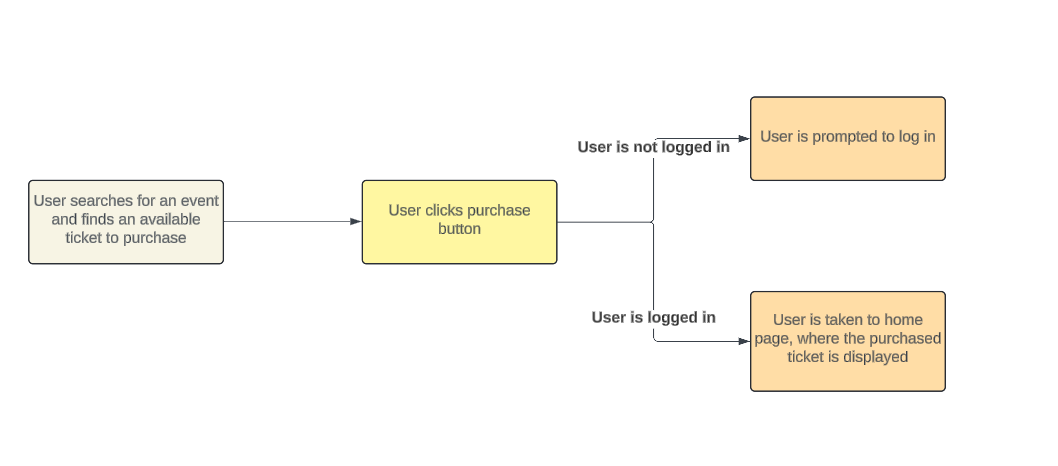 User searches for an event
and finds an available
ticket to purchase
User clicks purchase
button
User is not logged in
User is prompted to log in
User is logged in
User is taken to home
page, where the purchased
ticket is displayed